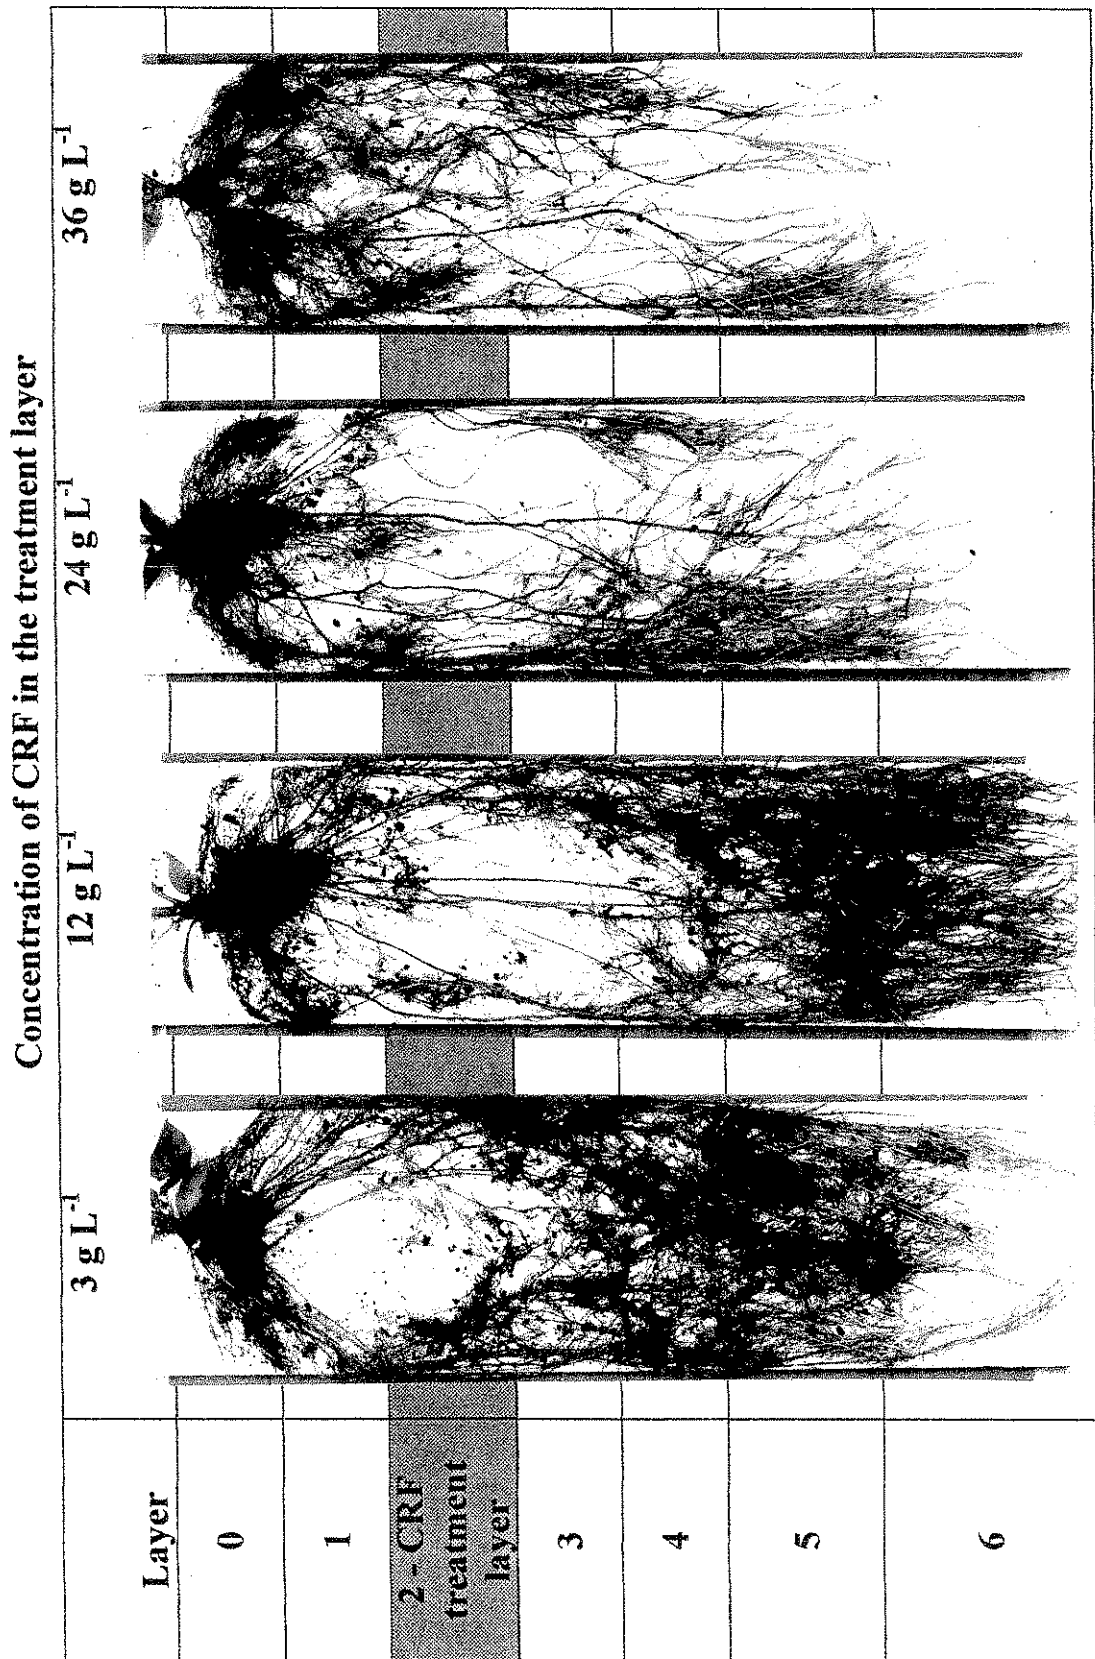 Concentration of CRF in the treatment layer
3 g L⁻¹ 12 g L⁻¹ 24 g L⁻¹ 36 g L⁻¹
Layer
0
1
2 - CRF
treatment
layer
3
4
5
6